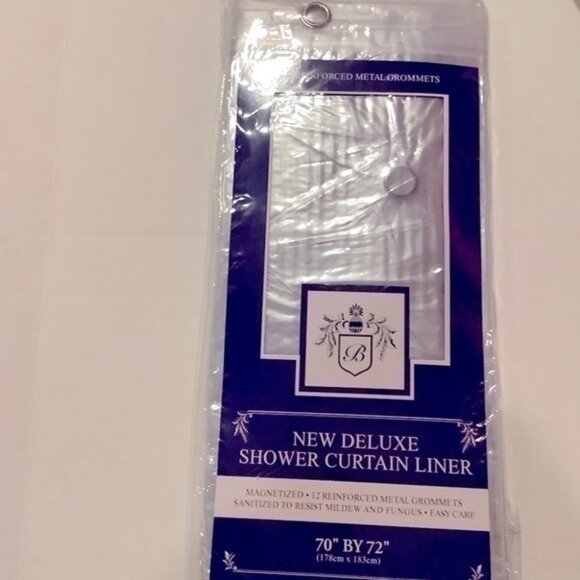 REINFORCED METAL GROMMETS
B
NEW DELUXE
SHOWER CURTAIN LINER
MAGNETIZED • 12 REINFORCED METAL GROMMETS
SANITIZED TO RESIST MILDEW AND FUNGUS • EASY CARE
70" BY 72"
(178cm x 183cm)